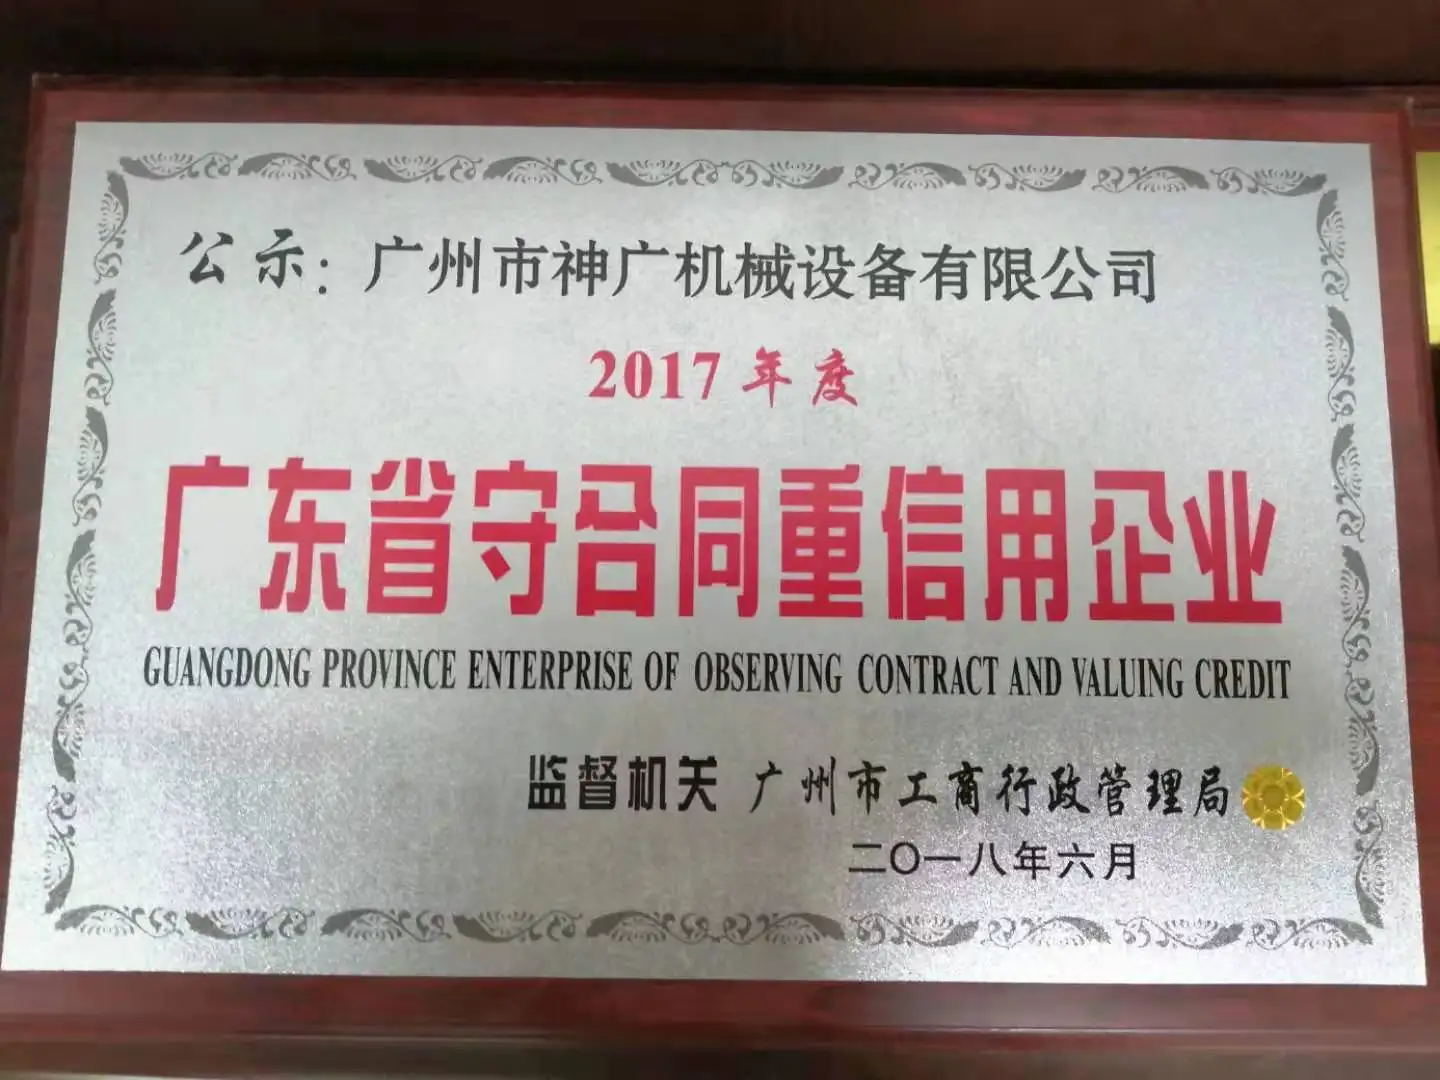 公示：广州市神广机械设备有限公司
2017年度
广东省守合同重信用企业
GUANGDONG PROVINCE ENTERPRISE OF OBSERVING CONTRACT AND VALUING CREDIT
监督机关 广州市工商行政管理局
二〇一八年六月